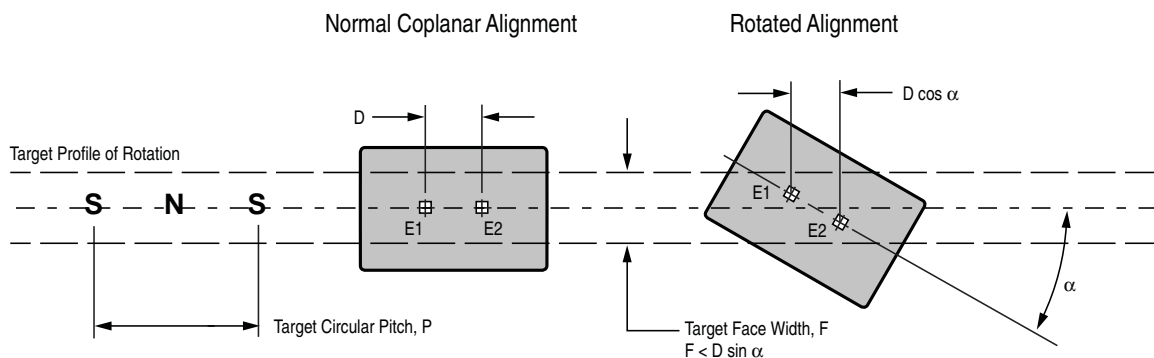 Normal Coplanar Alignment
Rotated Alignment
D
D cos α
Target Profile of Rotation
S N S
E1 E2
E1
E2
α
Target Circular Pitch, P
Target Face Width, F
F < D sin α